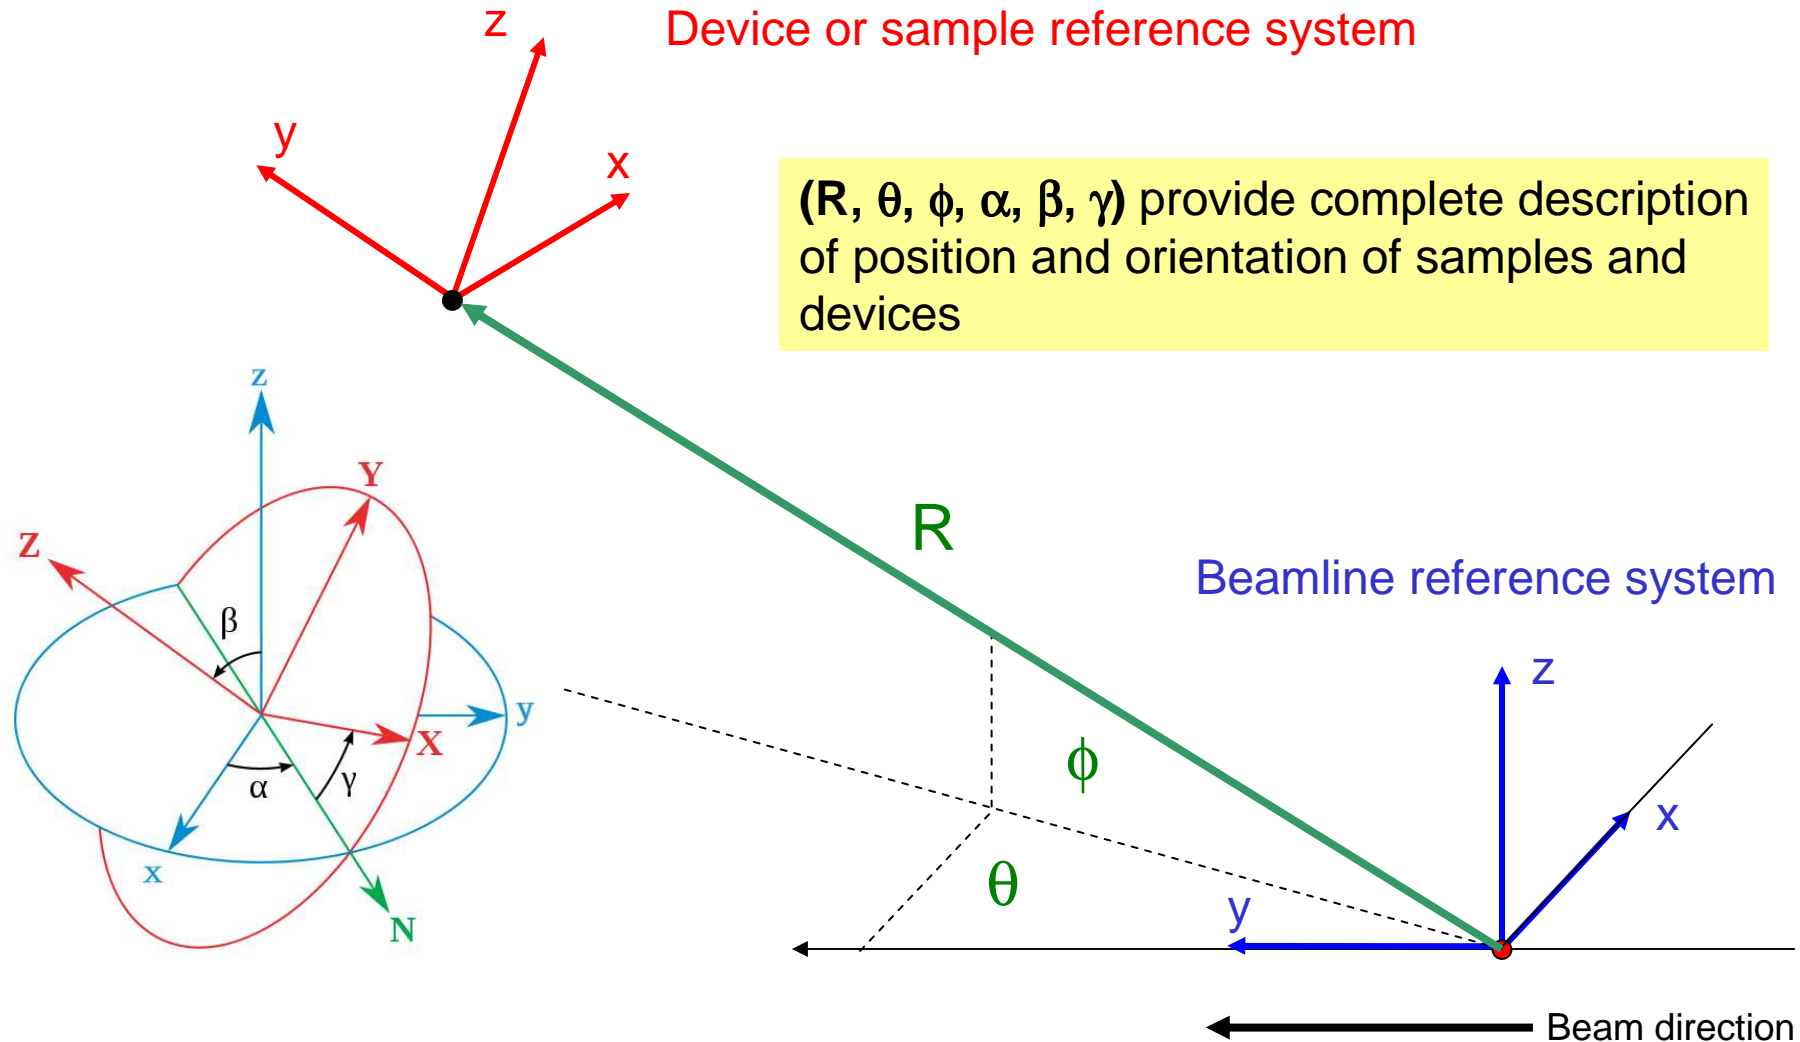 z
Device or sample reference system
y
x
(R, θ, ϕ, α, β, γ) provide complete description
of position and orientation of samples and
devices
z
Y
R
Z
Beamline reference system
β
z
y
X
ϕ
α
γ
x
x
θ
N
y
Beam direction